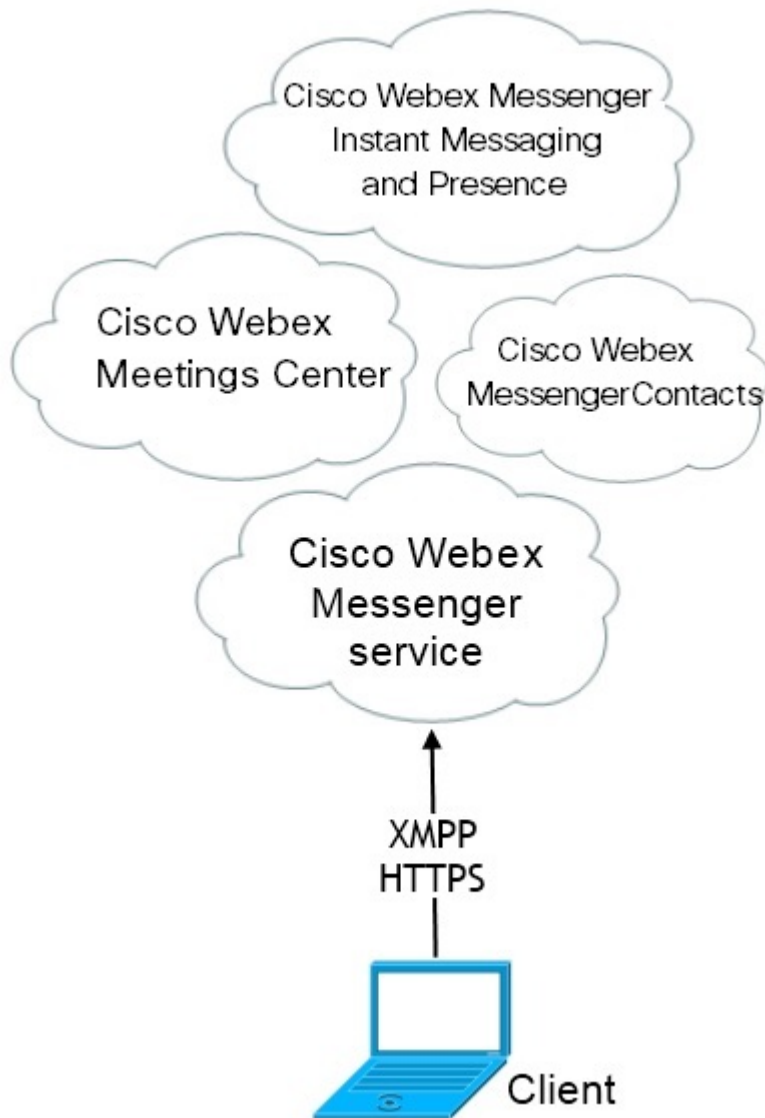 Cisco Webex Messenger
Instant Messaging
and Presence
Cisco Webex
Meetings Center
Cisco Webex
MessengerContacts
Cisco Webex
Messenger
service
XMPP
HTTPS
Client